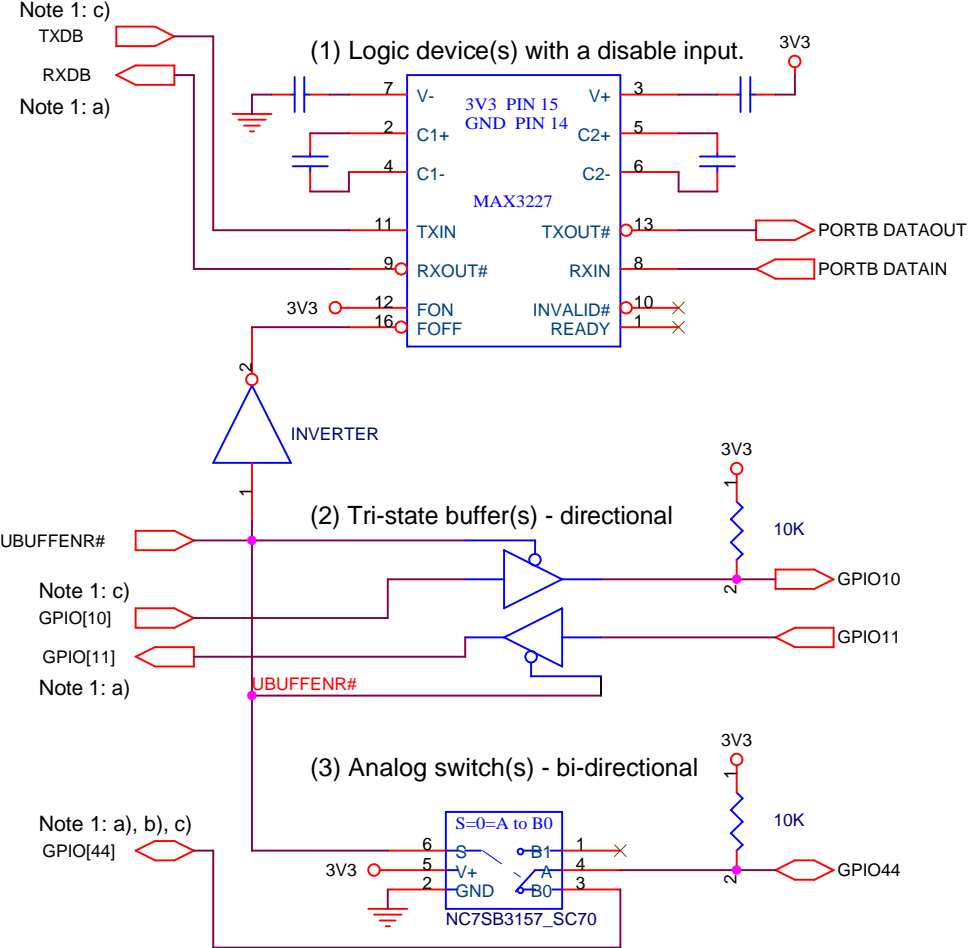 Note 1: c)
TXDB
RXDB
Note 1: a)
(1) Logic device(s) with a disable input.
3V3
7
V-
3V3 PIN 15
GND PIN 14
V+
3
2
C1+
C2+
5
4
C1-
C2-
6
MAX3227
11
TXIN
TXOUT#
13
PORTB DATAOUT
9
RXOUT#
RXIN
8
PORTB DATAIN
3V3
12
FON
INVALID#
10
16
FOFF
READY
1
2
INVERTER
1
3V3
1
(2) Tri-state buffer(s) - directional
10K
UBUFFENR#
2
GPIO10
Note 1: c)
GPIO[10]
GPIO11
GPIO[11]
Note 1: a)
UBUFFENR#
3V3
1
(3) Analog switch(s) - bi-directional
10K
Note 1: a), b), c)
GPIO[44]
S=0=A to B0
6
S
B1
1
3V3
5
V+
A
4
2
GPIO44
2
GND
B0
3
NC7SB3157_SC70